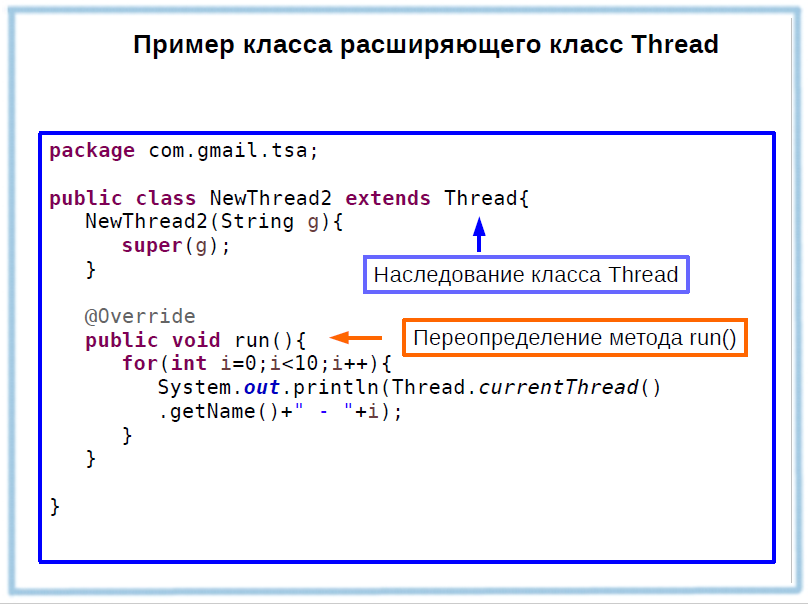 Пример класса расширяющего класс Thread
package com.gmail.tsa;
public class NewThread2 extends Thread{
NewThread2(String g){
super(g);
}
Наследование класса Thread
@Override
public void run(){
Переопределение метода run()
for(int i=0;i<10;i++){
System.out.println(Thread.currentThread()
.getName()+" - "+i);
}
}
}